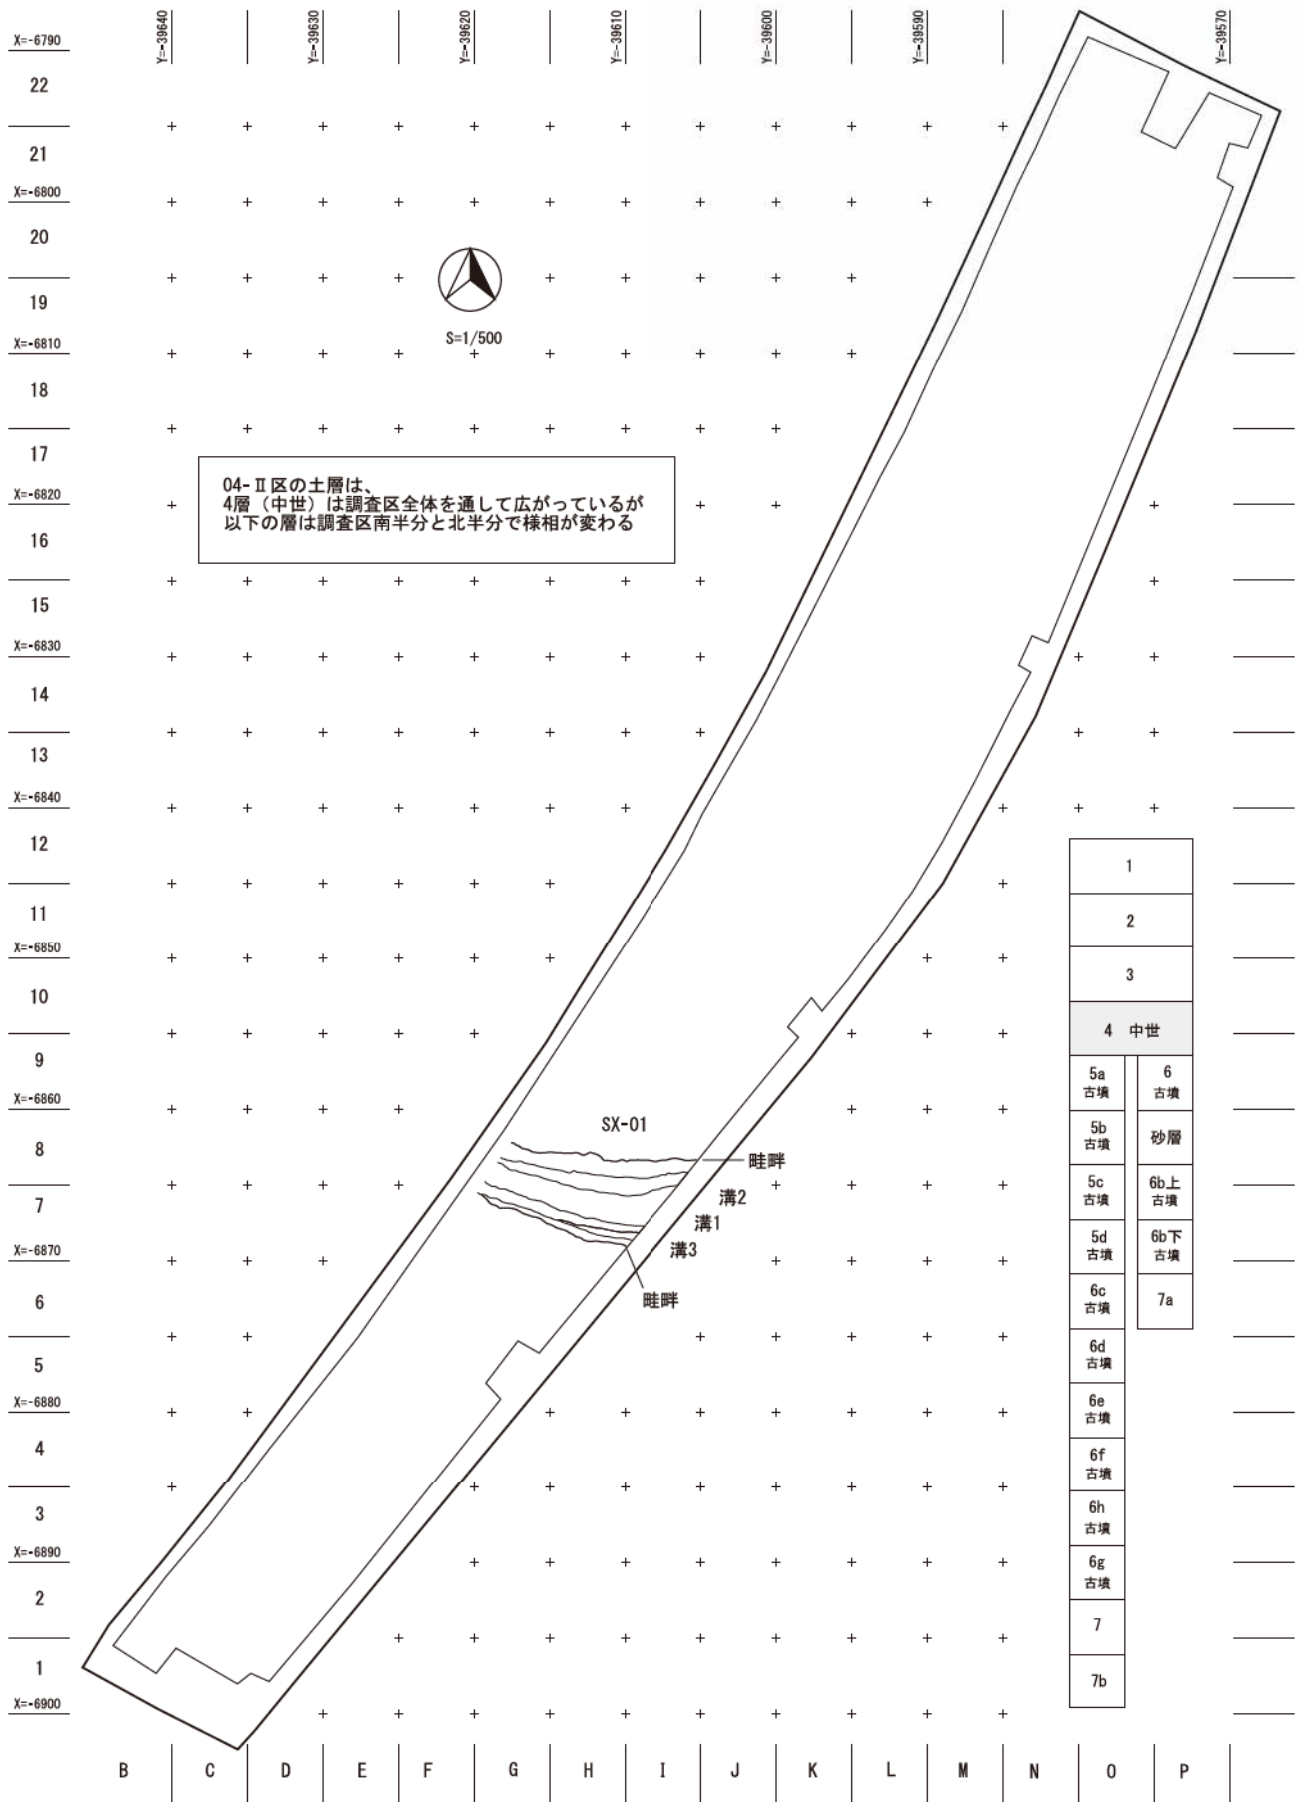 Y=-39640
Y=-39630
Y=-39620
Y=-39610
Y=-39600
Y=-39590
Y=-39570
X=-6790
22
21
X=-6800
20
19
S=1/500
X=-6810
18
17
04-Ⅱ区の土層は、
4層（中世）は調査区全体を通して広がっているが
以下の層は調査区南半分と北半分で様相が変わる
X=-6820
16
15
X=-6830
14
13
X=-6840
12
11
X=-6850
10
9
X=-6860
8
7
X=-6870
6
5
X=-6880
4
3
X=-6890
2
1
X=-6900
SX-01
畦畔
溝2
溝1
溝3
畦畔
1
2
3
4 中世
5a
古墳
5b
古墳
5c
古墳
5d
古墳
6c
古墳
6d
古墳
6e
古墳
6f
古墳
6h
古墳
6g
古墳
7
7b
6
古墳
砂層
6b上
古墳
6b下
古墳
7a
B C D E F G H I J K L M N O P